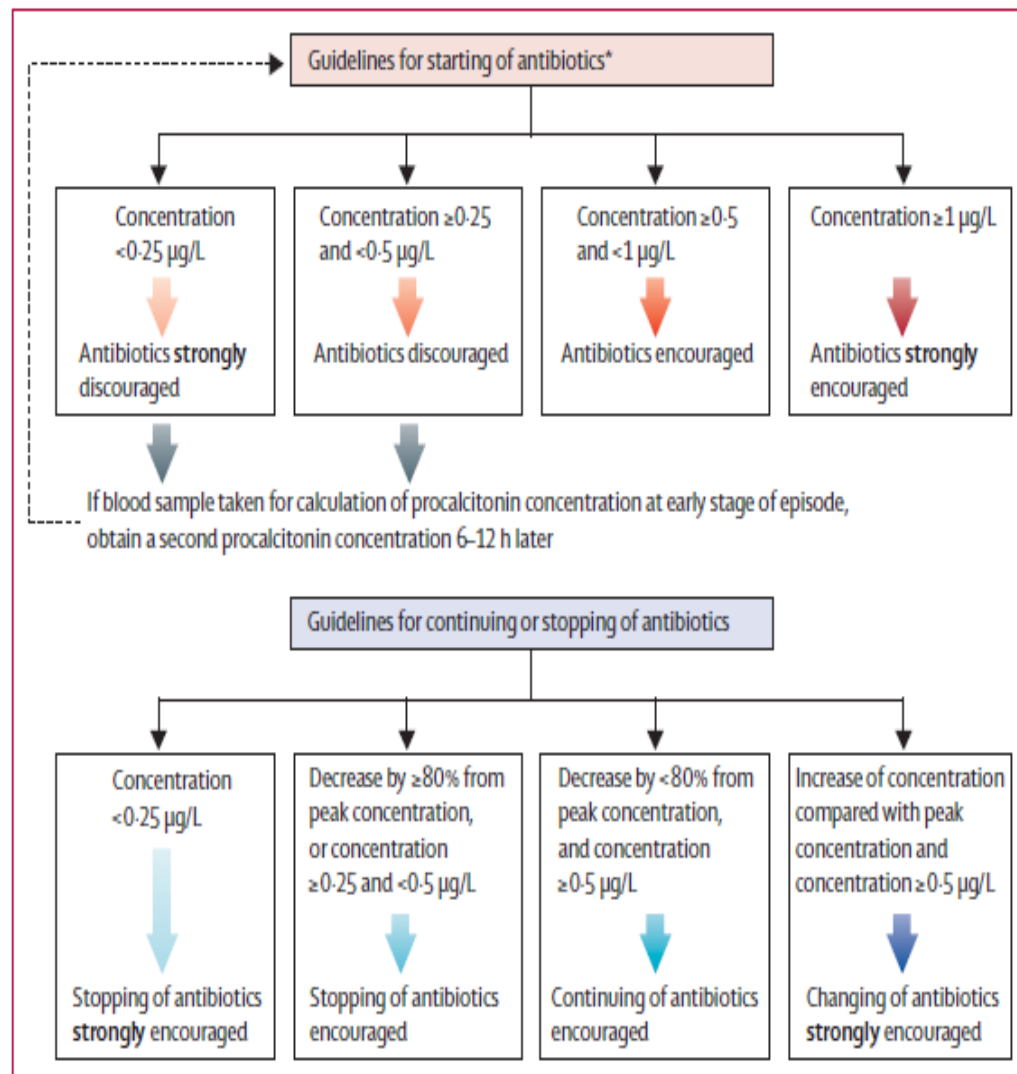 Guidelines for starting of antibiotics*
Concentration
<0·25 µg/L
Antibiotics strongly
discouraged
Concentration ≥0·25
and <0·5 µg/L
Antibiotics discouraged
Concentration ≥0·5
and <1 µg/L
Antibiotics encouraged
Concentration ≥1 µg/L
Antibiotics strongly
encouraged
If blood sample taken for calculation of procalcitonin concentration at early stage of episode,
obtain a second procalcitonin concentration 6–12 h later
Guidelines for continuing or stopping of antibiotics
Concentration
<0·25 µg/L
Stopping of antibiotics
strongly encouraged
Decrease by ≥80% from
peak concentration,
or concentration
≥0·25 and <0·5 µg/L
Stopping of antibiotics
encouraged
Decrease by <80% from
peak concentration,
and concentration
≥0·5 µg/L
Continuing of antibiotics
encouraged
Increase of concentration
compared with peak
concentration and
concentration ≥0·5 µg/L
Changing of antibiotics
strongly encouraged